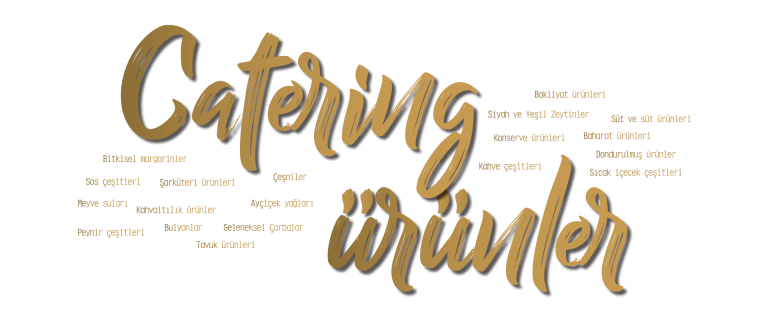 Catering
ürünler
Bakliyat ürünleri
Siyah ve Yeşil Zeytinler
Süt ve süt ürünleri
Konserve ürünleri
Baharat ürünleri
Dondurulmuş ürünler
Kahve çeşitleri
Sıcak içecek çeşitleri
Bitkisel margarinler
Sos çeşitleri
Şarküteri ürünleri
Çeşniler
Meyve suları
Kahvaltılık ürünler
Ayçiçek yağları
Peynir çeşitleri
Bulyonlar
Geleneksel Çorbalar
Tavuk ürünleri